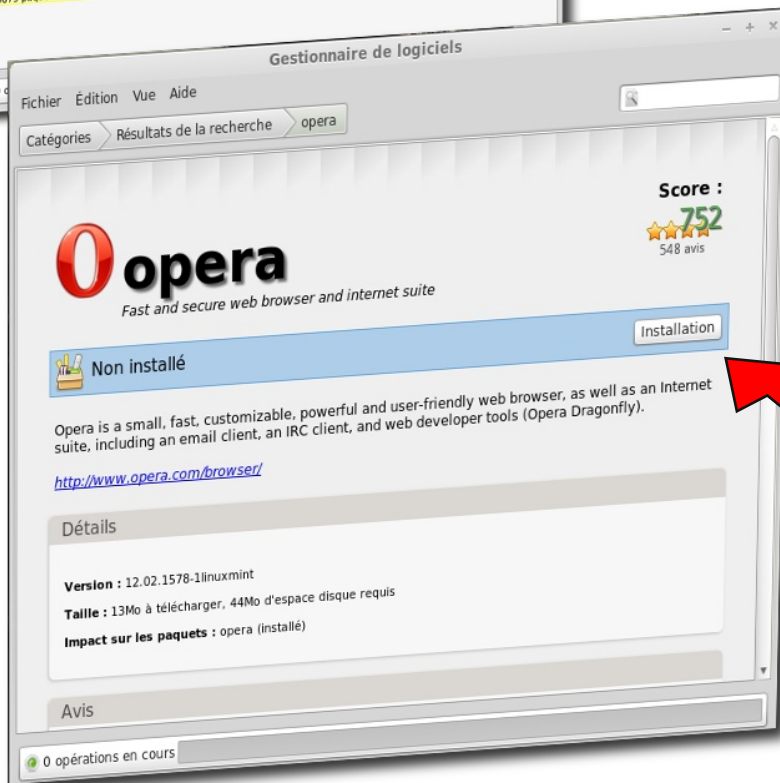 Gestionnaire de logiciels
Fichier Édition Vue Aide
Catégories Résultats de la recherche opera
Score :
752
548 avis
opera
Fast and secure web browser and internet suite
Non installé
Installation
Opera is a small, fast, customizable, powerful and user-friendly web browser, as well as an Internet
suite, including an email client, an IRC client, and web developer tools (Opera Dragonfly).
http://www.opera.com/browser/
Détails
Version : 12.02.1578-1linuxmint
Taille : 13Mo à télécharger, 44Mo d'espace disque requis
Impact sur les paquets : opera (installé)
Avis
0 opérations en cours